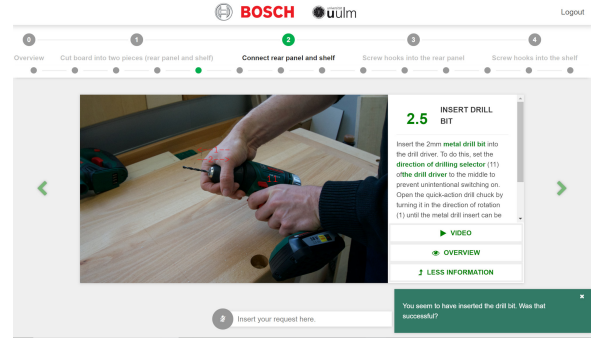 BOSCH
uulm
Logout
0
1
2
3
4
Overview
Cut board into two pieces (rear panel and shelf)
Connect rear panel and shelf
Screw hooks into the rear panel
Screw hooks into the shelf
2.5 INSERT DRILL
BIT
Insert the 2mm metal drill bit into
the drill driver. To do this, set the
direction of drilling selector (11)
ofthe drill driver to the middle to
prevent unintentional switching on.
Open the quick-action drill chuck by
turning it in the direction of rotation
(1) until the metal drill insert can be
VIDEO
OVERVIEW
LESS INFORMATION
Insert your request here.
You seem to have inserted the drill bit. Was that
successful?